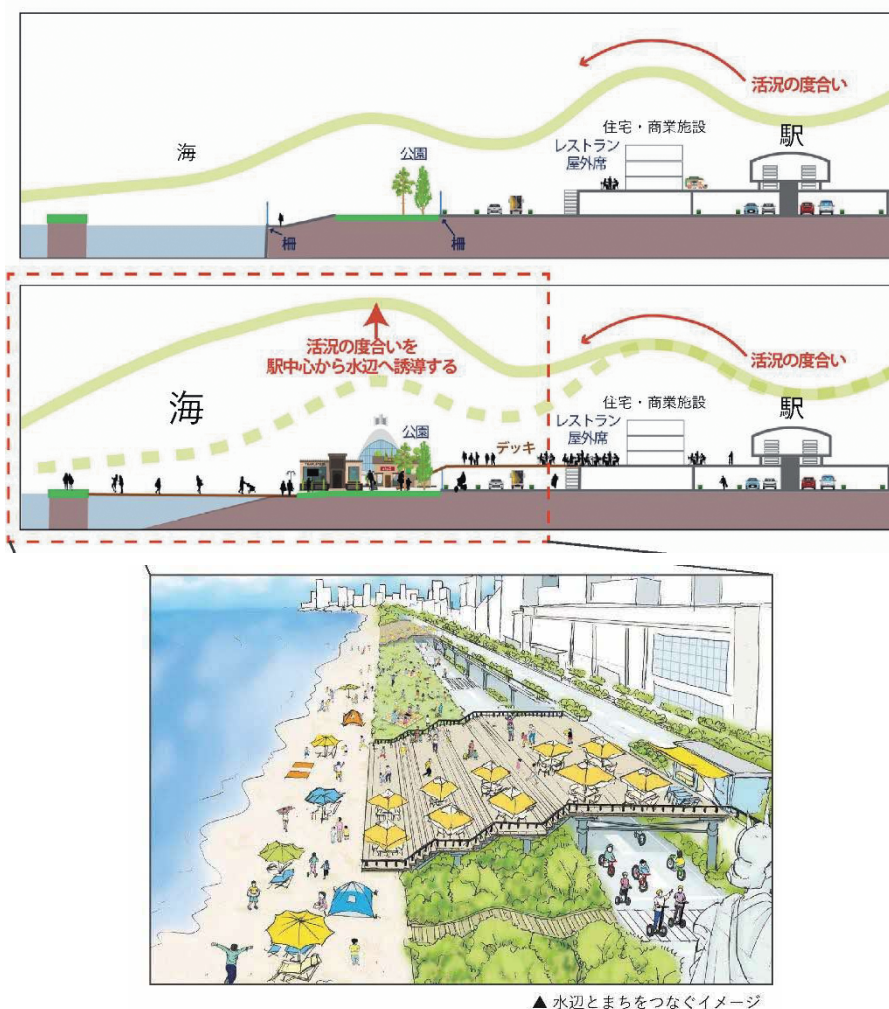 活況の度合い
住宅・商業施設
駅
海
公園
レストラン
屋外席
柵
柵
活況の度合いを
駅中心から水辺へ誘導する
活況の度合い
海
住宅・商業施設
駅
公園
デッキ
レストラン
屋外席
▲ 水辺とまちをつなぐイメージ